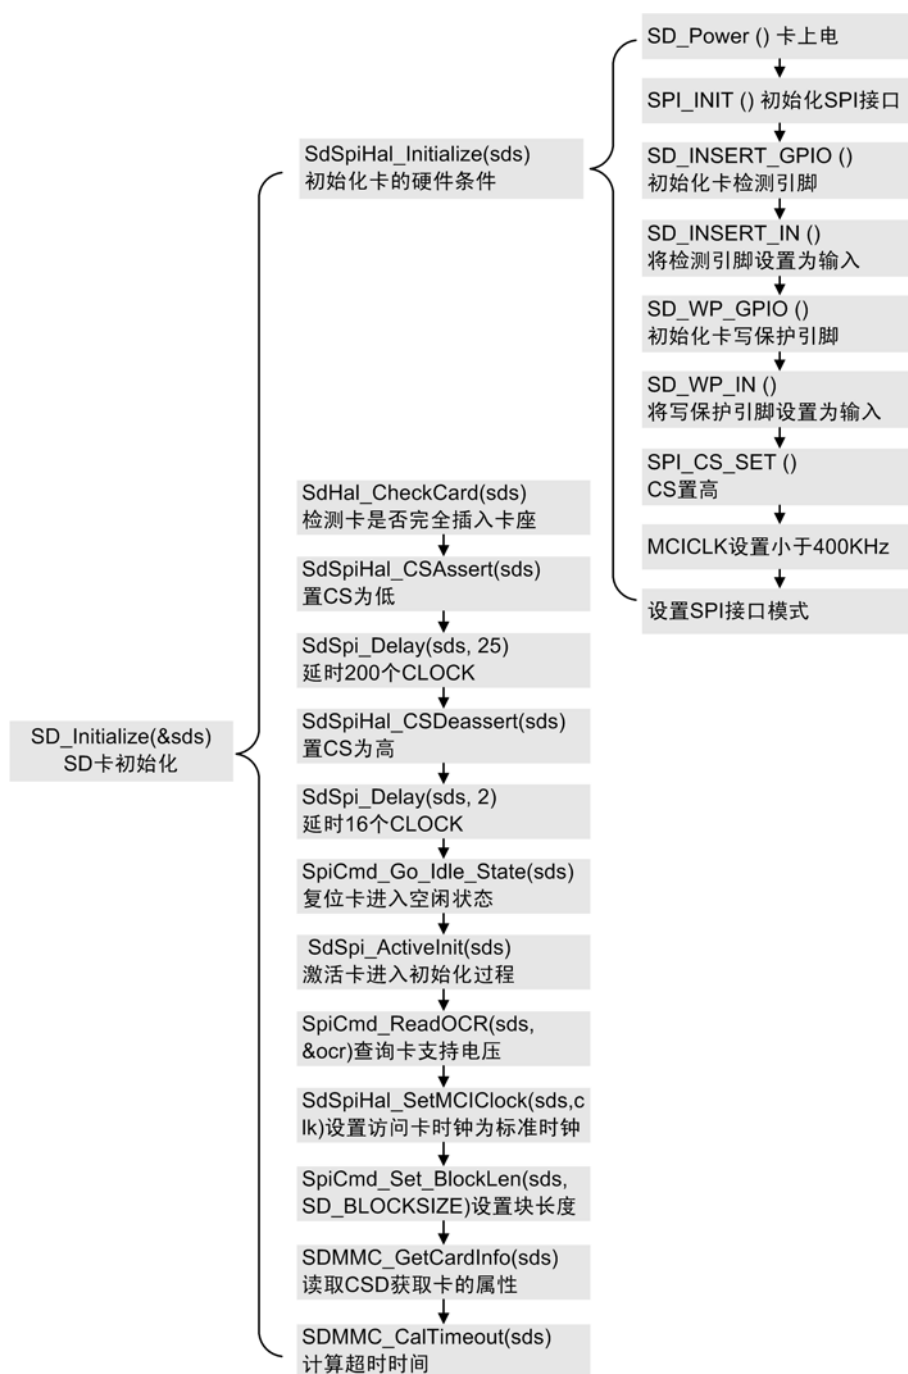 SD_Initialize(&sds)
SD卡初始化
SdSpiHal_Initialize(sds)
初始化卡的硬件条件
SD_Power () 卡上电
SPI_INIT () 初始化SPI接口
SD_INSERT_GPIO ()
初始化卡检测引脚
SD_INSERT_IN ()
将检测引脚设置为输入
SD_WP_GPIO ()
初始化卡写保护引脚
SD_WP_IN ()
将写保护引脚设置为输入
SPI_CS_SET ()
CS置高
MCICLK设置小于400KHz
设置SPI接口模式
SdHal_CheckCard(sds)
检测卡是否完全插入卡座
SdSpiHal_CSAssert(sds)
置CS为低
SdSpi_Delay(sds, 25)
延时200个CLOCK
SdSpiHal_CSDeassert(sds)
置CS为高
SdSpi_Delay(sds, 2)
延时16个CLOCK
SpiCmd_Go_Idle_State(sds)
复位卡进入空闲状态
SdSpi_ActiveInit(sds)
激活卡进入初始化过程
SpiCmd_ReadOCR(sds,
&ocr)查询卡支持电压
SdSpiHal_SetMCIClock(sds,c
lk)设置访问卡时钟为标准时钟
SpiCmd_Set_BlockLen(sds,
SD_BLOCKSIZE)设置块长度
SDMMC_GetCardInfo(sds)
读取CSD获取卡的属性
SDMMC_CalTimeout(sds)
计算超时时间